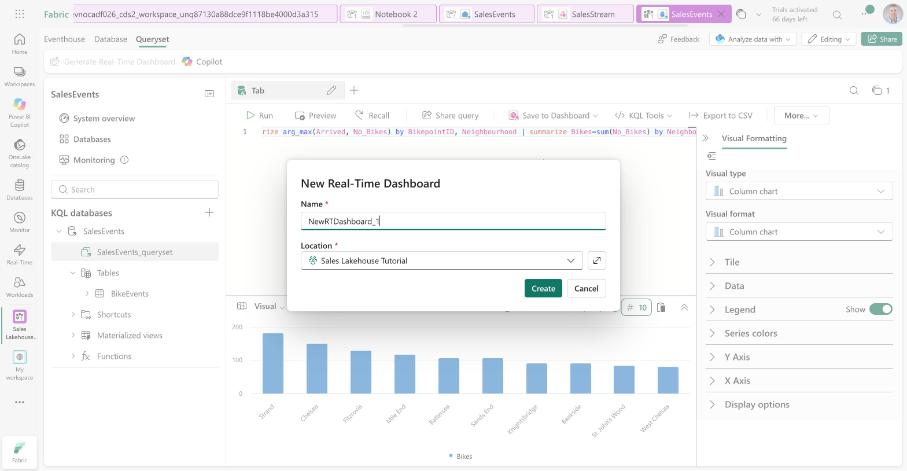 Fabric
vnocadf026_cds2_workspace_unq87130a88dce9f1118be4000d3a315
Notebook 2
SalesEvents
SalesStream
SalesEvents
Trials activated:
66 days left
Eventhouse Database Queryset
Feedback
Analyze data with
Editing
Share
Generate Real-Time Dashboard Copilot
Home
Workspaces
Power BI
Copilot
OneLake
catalog
Databases
Monitor
Real-Time
Workloads
Sales
Lakehouse...
My
workspace
Fabric
SalesEvents
System overview
Databases
Monitoring
Search
KQL databases
SalesEvents
SalesEvents_queryset
Tables
BikeEvents
Shortcuts
Materialized views
Functions
Tab
1
Run Preview Recall Share query Save to Dashboard KQL Tools Export to CSV More...
1 rize arg_max(Arrived, No_Bikes) by BikepointID, Neighbourhood | summarize Bikes=sum(No_Bikes) by Neighbo
New Real-Time Dashboard
Name *
NewRTDashboard_1
Location *
Sales Lakehouse Tutorial
Create Cancel
Visual
# 10
200
100
0
Strand
Chelsea
Fitzrovia
Mile End
Battersea
Sands End
Knightsbridge
Bankside
St. John's Wood
West Chelsea
Bikes
Visual Formatting
Visual type
Column chart
Visual format
Column chart
Tile
Data
Legend Show
Series colors
Y Axis
X Axis
Display options